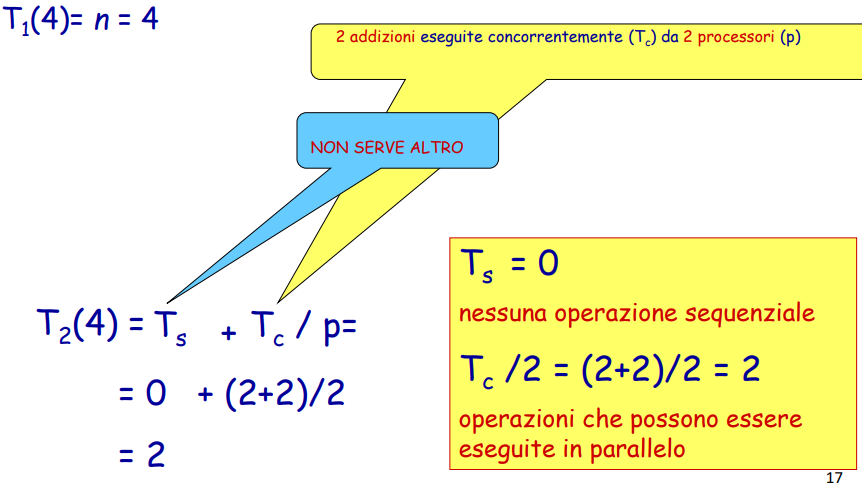 T₁(4)= n = 4
2 addizioni eseguite concorrentemente (Tc) da 2 processori (p)
NON SERVE ALTRO
T₂(4) = Ts + Tc / p=
= 0 + (2+2)/2
= 2
Ts = 0
nessuna operazione sequenziale
Tc /2 = (2+2)/2 = 2
operazioni che possono essere
eseguite in parallelo
17